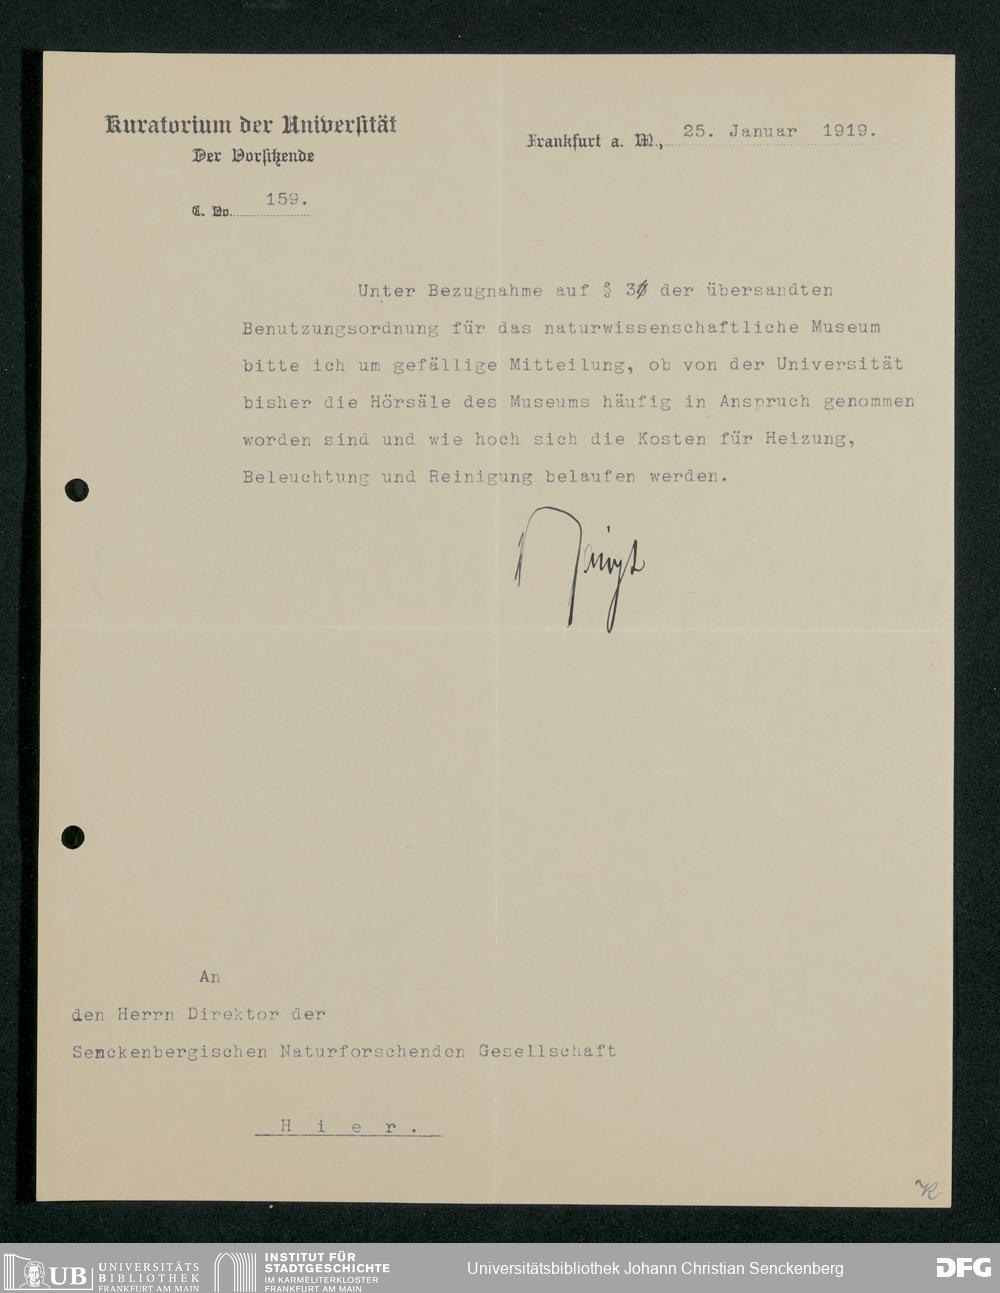 Kuratorium der Universität
Der Vorsitzende
Frankfurt a. M., 25. Januar 1919.
T. No. 159.
Unter Bezugnahme auf § 3 der übersandten
Benutzungsordnung für das naturwissenschaftliche Museum
bitte ich um gefällige Mitteilung, ob von der Universität
bisher die Hörsäle des Museums häufig in Anspruch genommen
worden sind und wie hoch sich die Kosten für Heizung,
Beleuchtung und Reinigung belaufen werden.
An
den Herrn Direktor der
Senckenbergischen Naturforschenden Gesellschaft
Hier.
UB UNIVERSITÄTS
BIBLIOTHEK
FRANKFURT AM MAIN
INSTITUT FÜR
STADTGESCHICHTE
IM KARMELITERKLOSTER
FRANKFURT AM MAIN
Universitätsbibliothek Johann Christian Senckenberg
DFG